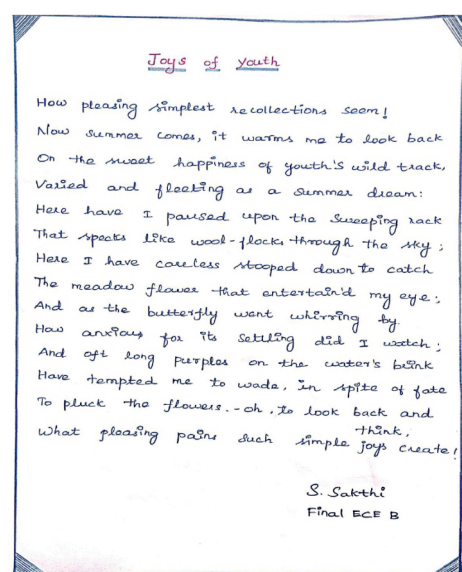 Joys of youth
How pleasing simplest recollections seem!
Now summer comes, it warms me to look back
On the sweet happiness of youth's wild track,
Varied and fleeting as a summer dream:
Here have I paused upon the sweeping rack
That specks like wool-flocks through the sky;
Here I have careless stooped down to catch
The meadow flower that entertain'd my eye;
And as the butterfly went whirring by
How anxious for its settling did I watch;
And oft long purples on the water's brink
Have tempted me to wade, in spite of fate
To pluck the flowers.-oh, to look back and
think,
What pleasing pains such simple joys create!
S. Sakthi
Final ECE B